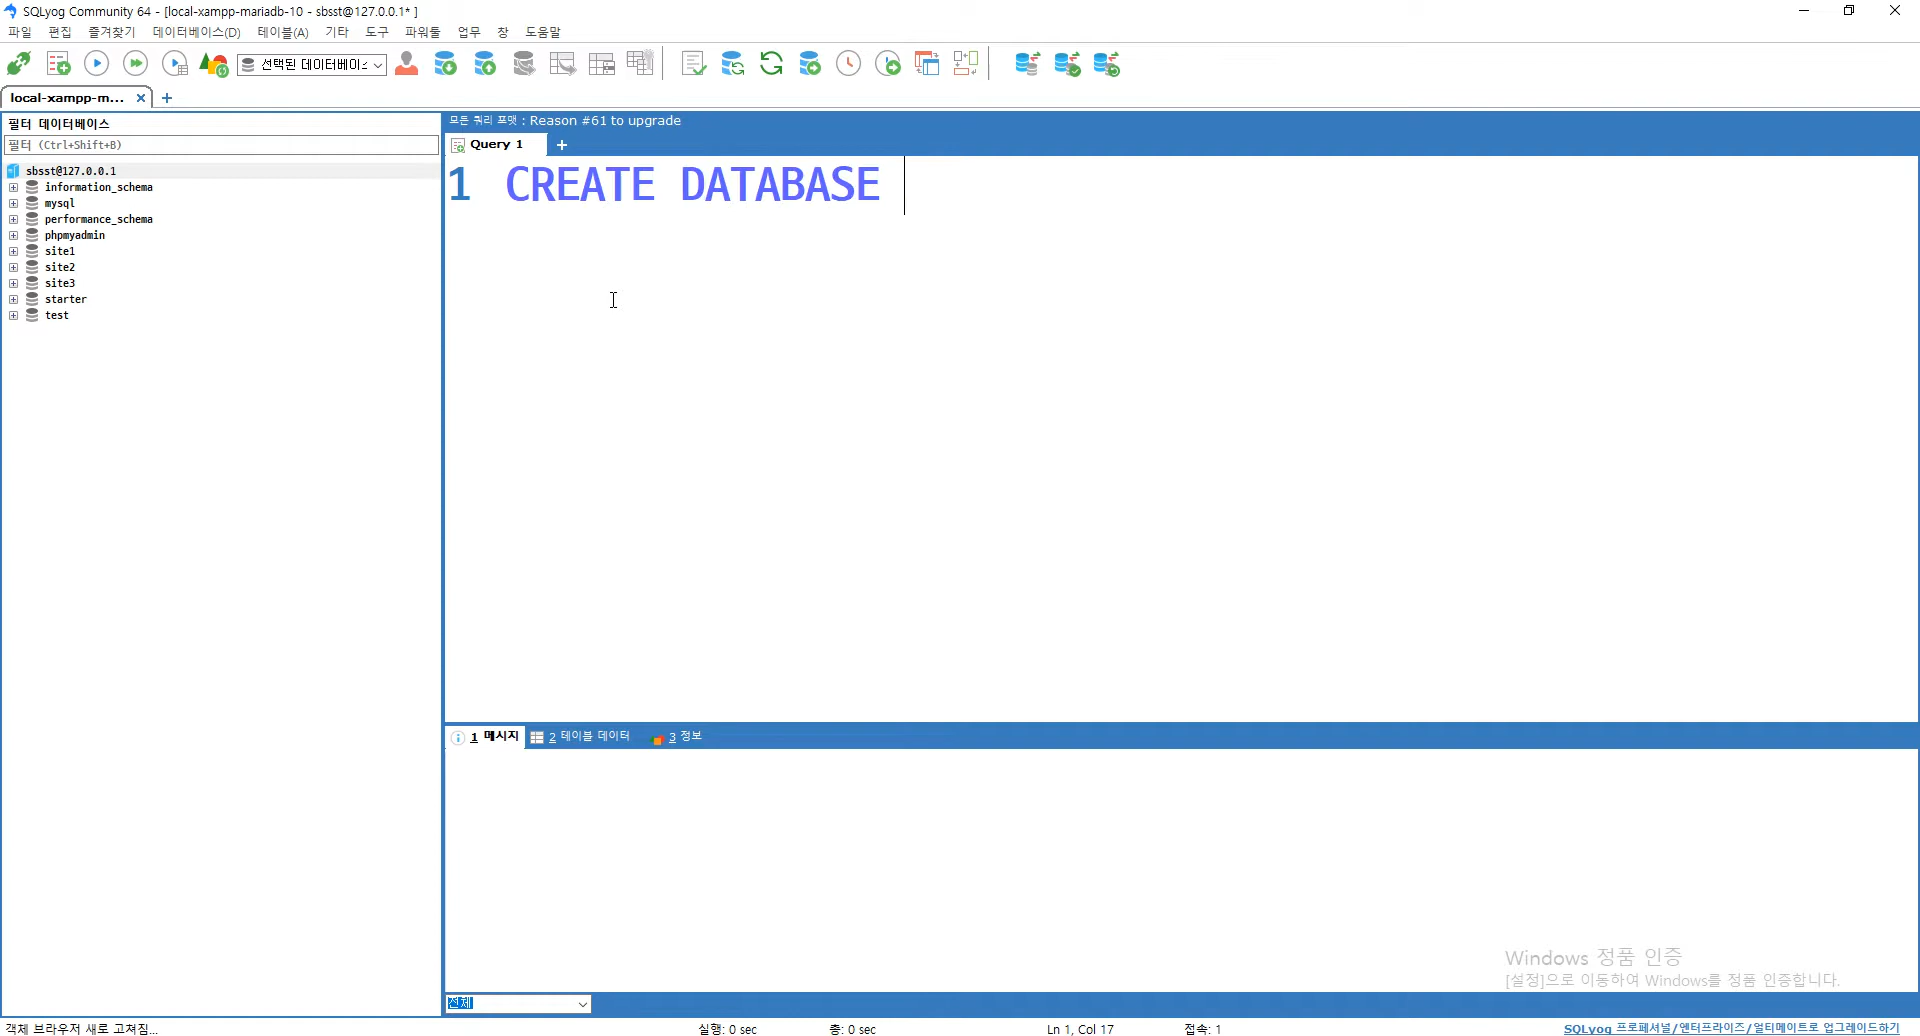 SQLyog Community 64 - [local-xampp-mariadb-10 - sbsst@127.0.0.1* ]
파일 편집 즐겨찾기 데이터베이스(D) 테이블(A) 기타 도구 파워툴 업무 창 도움말
선택된 데이터베이스
local-xampp-m...
필터 데이터베이스
필터 (Ctrl+Shift+B)
sbsst@127.0.0.1
information_schema
mysql
performance_schema
phpmyadmin
site1
site2
site3
starter
test
모든 쿼리 포맷 : Reason #61 to upgrade
Query 1
1 CREATE DATABASE
1 메시지 2 테이블 데이터 3 정보
Windows 정품 인증
[설정]으로 이동하여 Windows를 정품 인증합니다.
전체
객체 브라우저 새로 고쳐짐... 실행: 0 sec 총: 0 sec Ln 1, Col 17 접속: 1 SQLyog 프로페셔널/엔터프라이즈/얼티메이트로 업그레이드하기